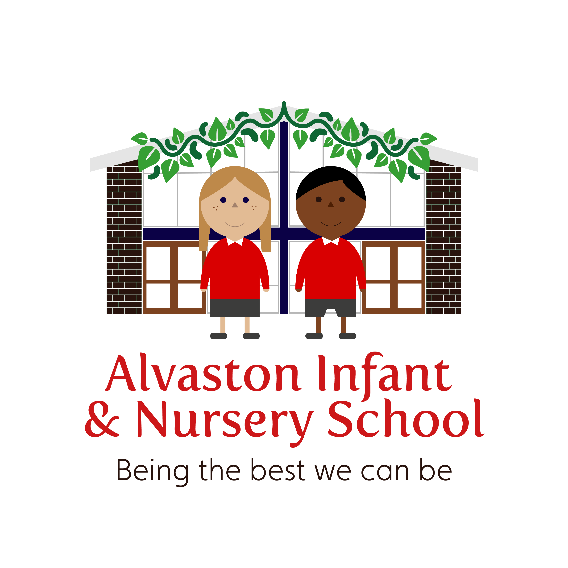 Alvaston Infant
& Nursery School
Being the best we can be